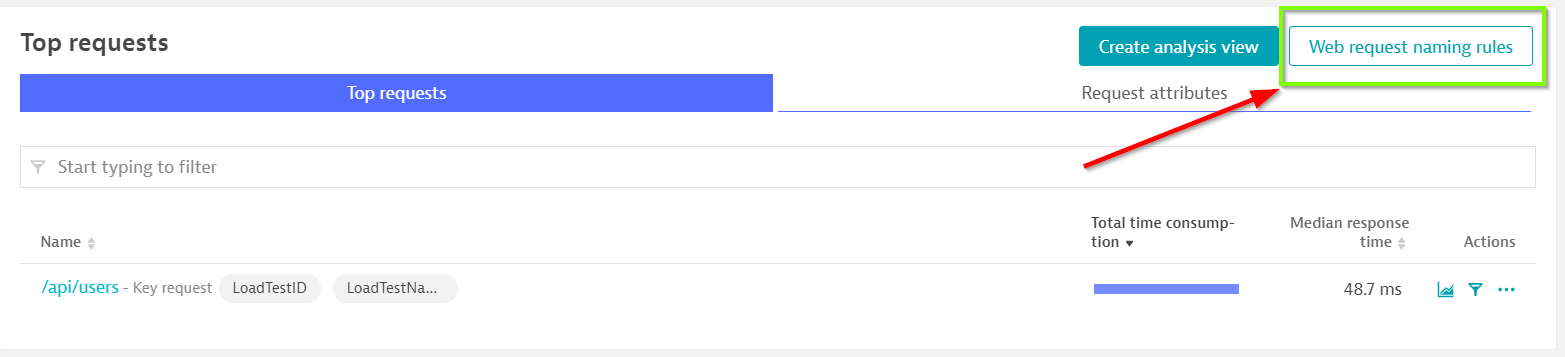 Top requests
Create analysis view
Web request naming rules
Top requests
Request attributes
Start typing to filter
Name
Total time consump-
tion
Median response
time
Actions
/api/users - Key request LoadTestID LoadTestNa...
48.7 ms